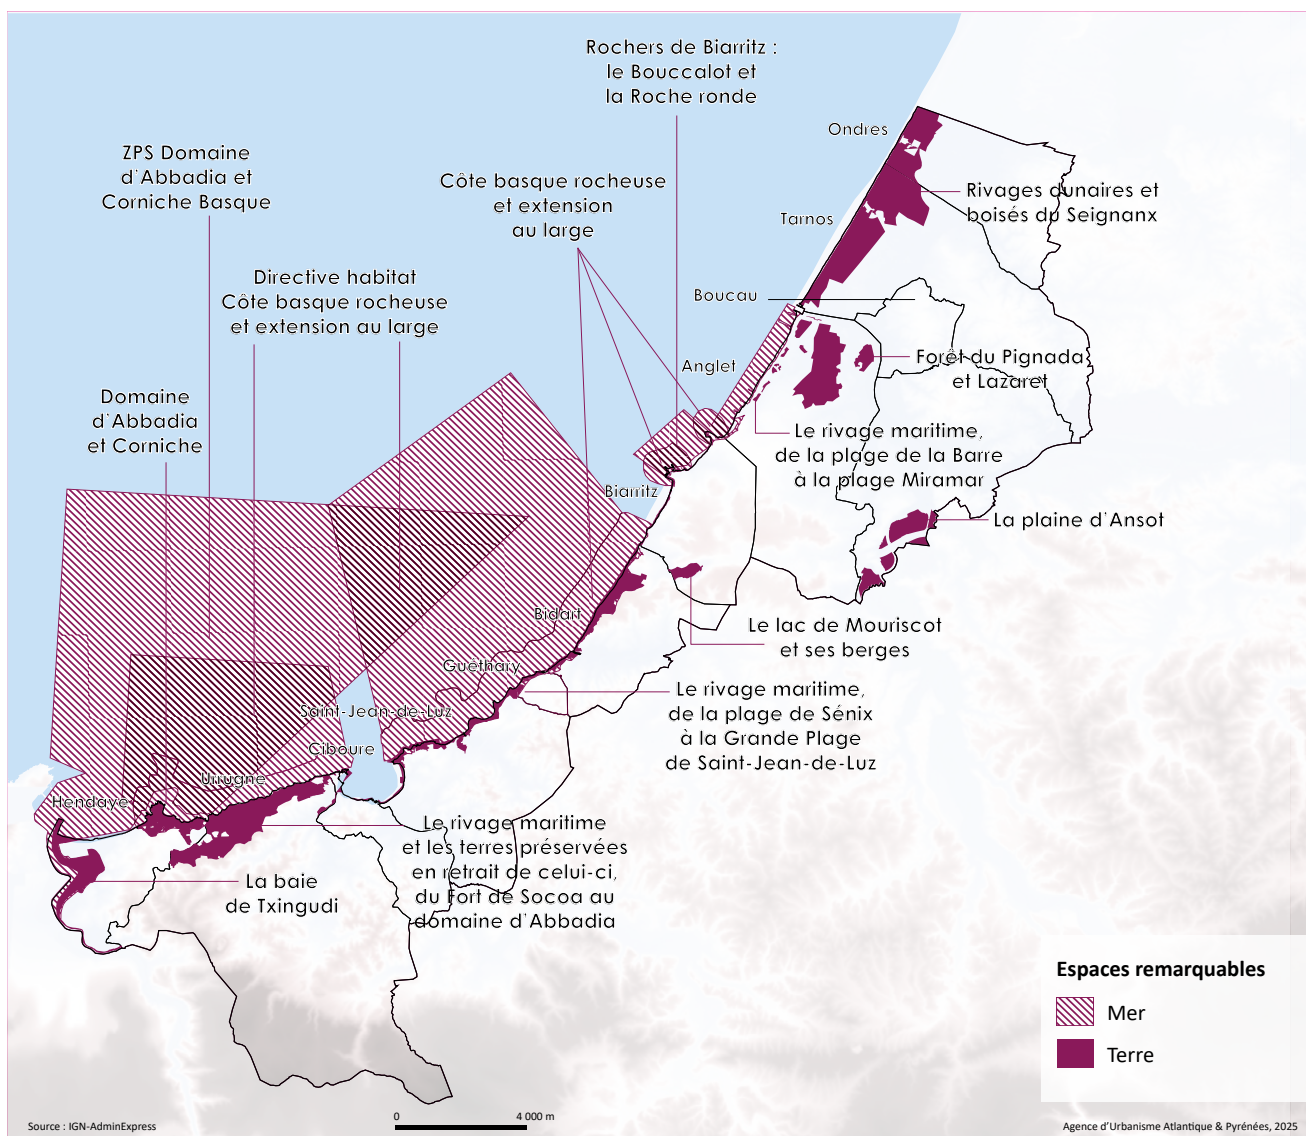 Rochers de Biarritz :
le Bouccalot et
la Roche ronde
Ondres
ZPS Domaine
d'Abbadia et
Corniche Basque
Côte basque rocheuse
et extension
au large
Rivages dunaires et
boisés du Seignanx
Tarnos
Directive habitat
Côte basque rocheuse
et extension au large
Boucau
Anglet
Forêt du Pignada
et Lazaret
Domaine
d'Abbadia
et Corniche
Le rivage maritime,
de la plage de la Barre
à la plage Miramar
Biarritz
La plaine d'Ansot
Bidart
Le lac de Mouriscot
et ses berges
Guéthary
Le rivage maritime,
de la plage de Sénix
à la Grande Plage
de Saint-Jean-de-Luz
Saint-Jean-de-Luz
Ciboure
Urrugne
Hendaye
Le rivage maritime
et les terres préservées
en retrait de celui-ci,
du Fort de Socoa au
domaine d'Abbadia
La baie
de Txingudi
Espaces remarquables
Mer
Terre
0 4 000 m
Source : IGN-AdminExpress
Agence d'Urbanisme Atlantique & Pyrénées, 2025